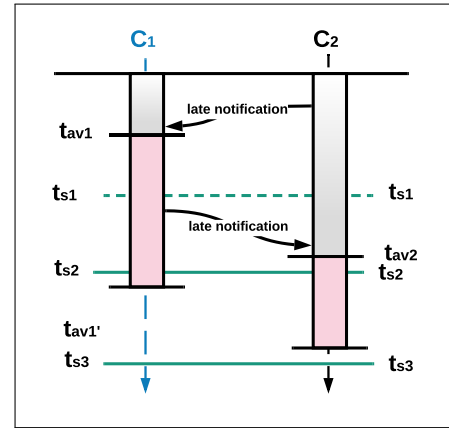 C1 C2
late notification
tav1
ts1 ts1
late notification
tav2
ts2 ts2
tav1'
ts3 ts3